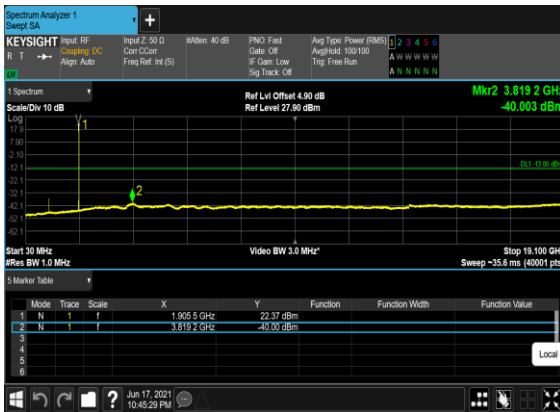 Spectrum Analyzer 1
Swept SA
KEYSIGHT Input: RF Input Z: 50 Ω #Atten: 40 dB PNO: Fast Avg Type: Power (RMS) 1 2 3 4 5 6
R T Coupling: DC Corr CCorr Gate: Off Avg|Hold: 100/100 A W W W W W
Align: Auto Freq Ref: Int (S) IF Gain: Low Trig: Free Run
Sig Track: Off A N N N N N
1 Spectrum Ref Lvl Offset 4.90 dB Mkr2 3.819 2 GHz
Scale/Div 10 dB Ref Level 27.90 dBm -40.003 dBm
Log
17.9
7.90
-2.10
-12.1
-22.1
-32.1
-42.1
-52.1
-62.1
1
2
DL1 -13.00 dBm
Start 30 MHz Video BW 3.0 MHz* Stop 19.100 GH
#Res BW 1.0 MHz Sweep ~35.6 ms (40001 pts
5 Marker Table
Mode Trace Scale X Y Function Function Width Function Value
1 N 1 f 1.905 5 GHz 22.37 dBm
2 N 1 f 3.819 2 GHz -40.00 dBm
3
4
5
6
Local
? Jun 17, 2021
10:45:29 PM